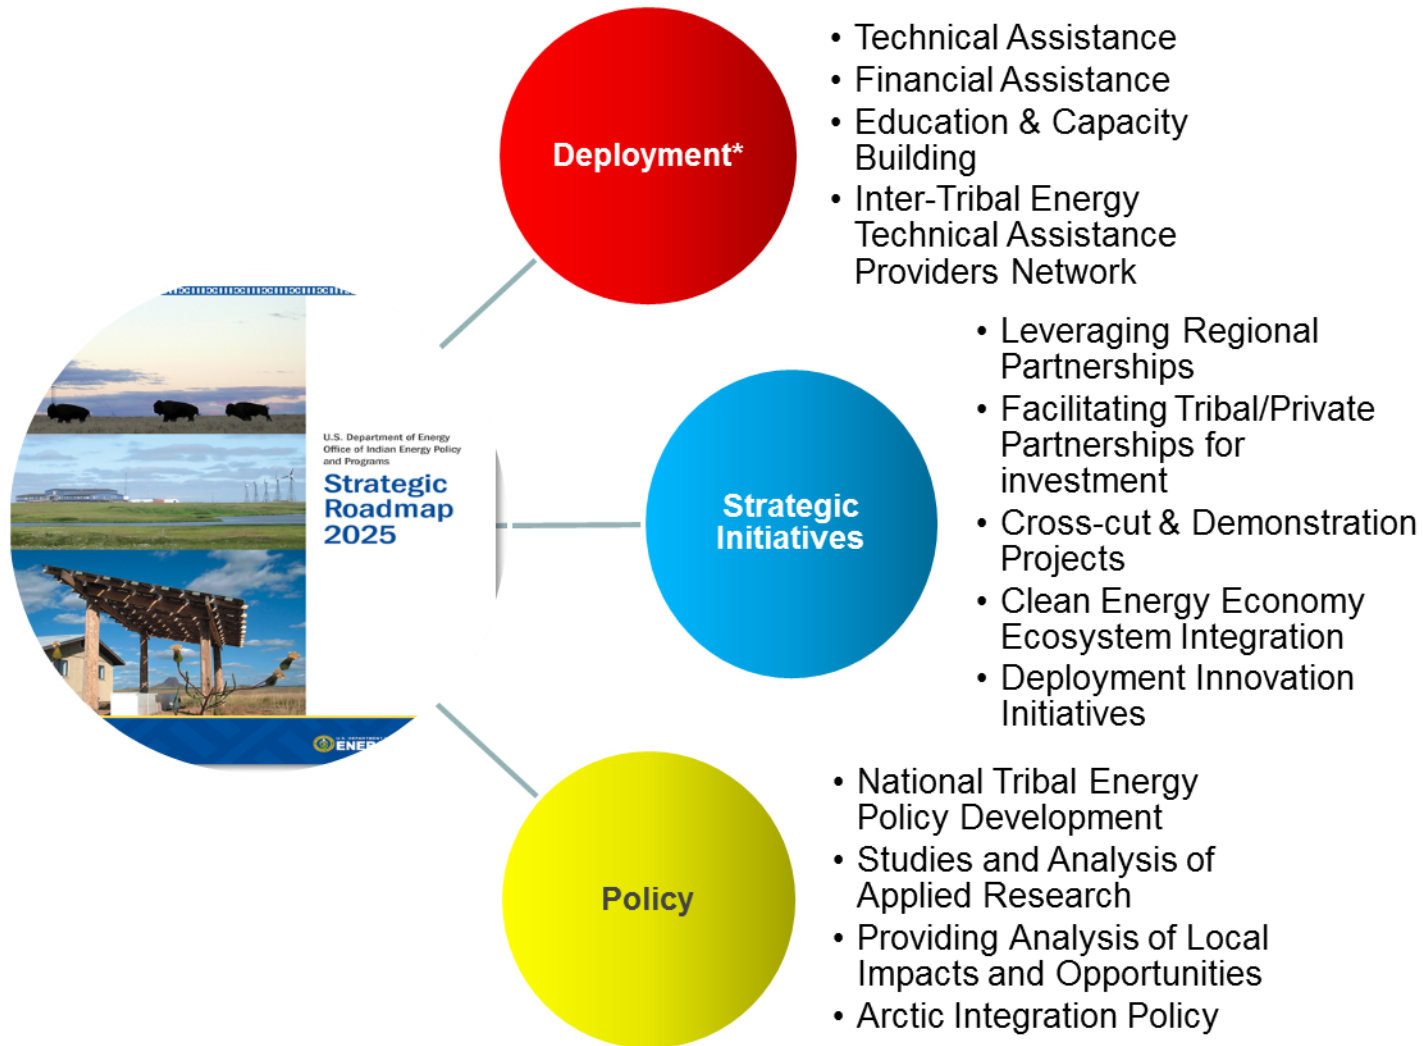 U.S. Department of Energy
Office of Indian Energy Policy
and Programs
Strategic
Roadmap
2025
Deployment*
• Technical Assistance
• Financial Assistance
• Education & Capacity
Building
• Inter-Tribal Energy
Technical Assistance
Providers Network
Strategic
Initiatives
• Leveraging Regional
Partnerships
• Facilitating Tribal/Private
Partnerships for
investment
• Cross-cut & Demonstration
Projects
• Clean Energy Economy
Ecosystem Integration
• Deployment Innovation
Initiatives
Policy
• National Tribal Energy
Policy Development
• Studies and Analysis of
Applied Research
• Providing Analysis of Local
Impacts and Opportunities
• Arctic Integration Policy